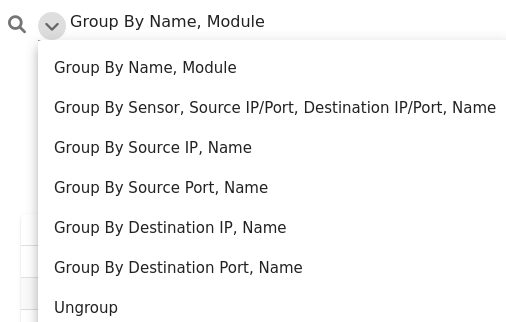 Group By Name, Module
Group By Name, Module
Group By Sensor, Source IP/Port, Destination IP/Port, Name
Group By Source IP, Name
Group By Source Port, Name
Group By Destination IP, Name
Group By Destination Port, Name
Ungroup